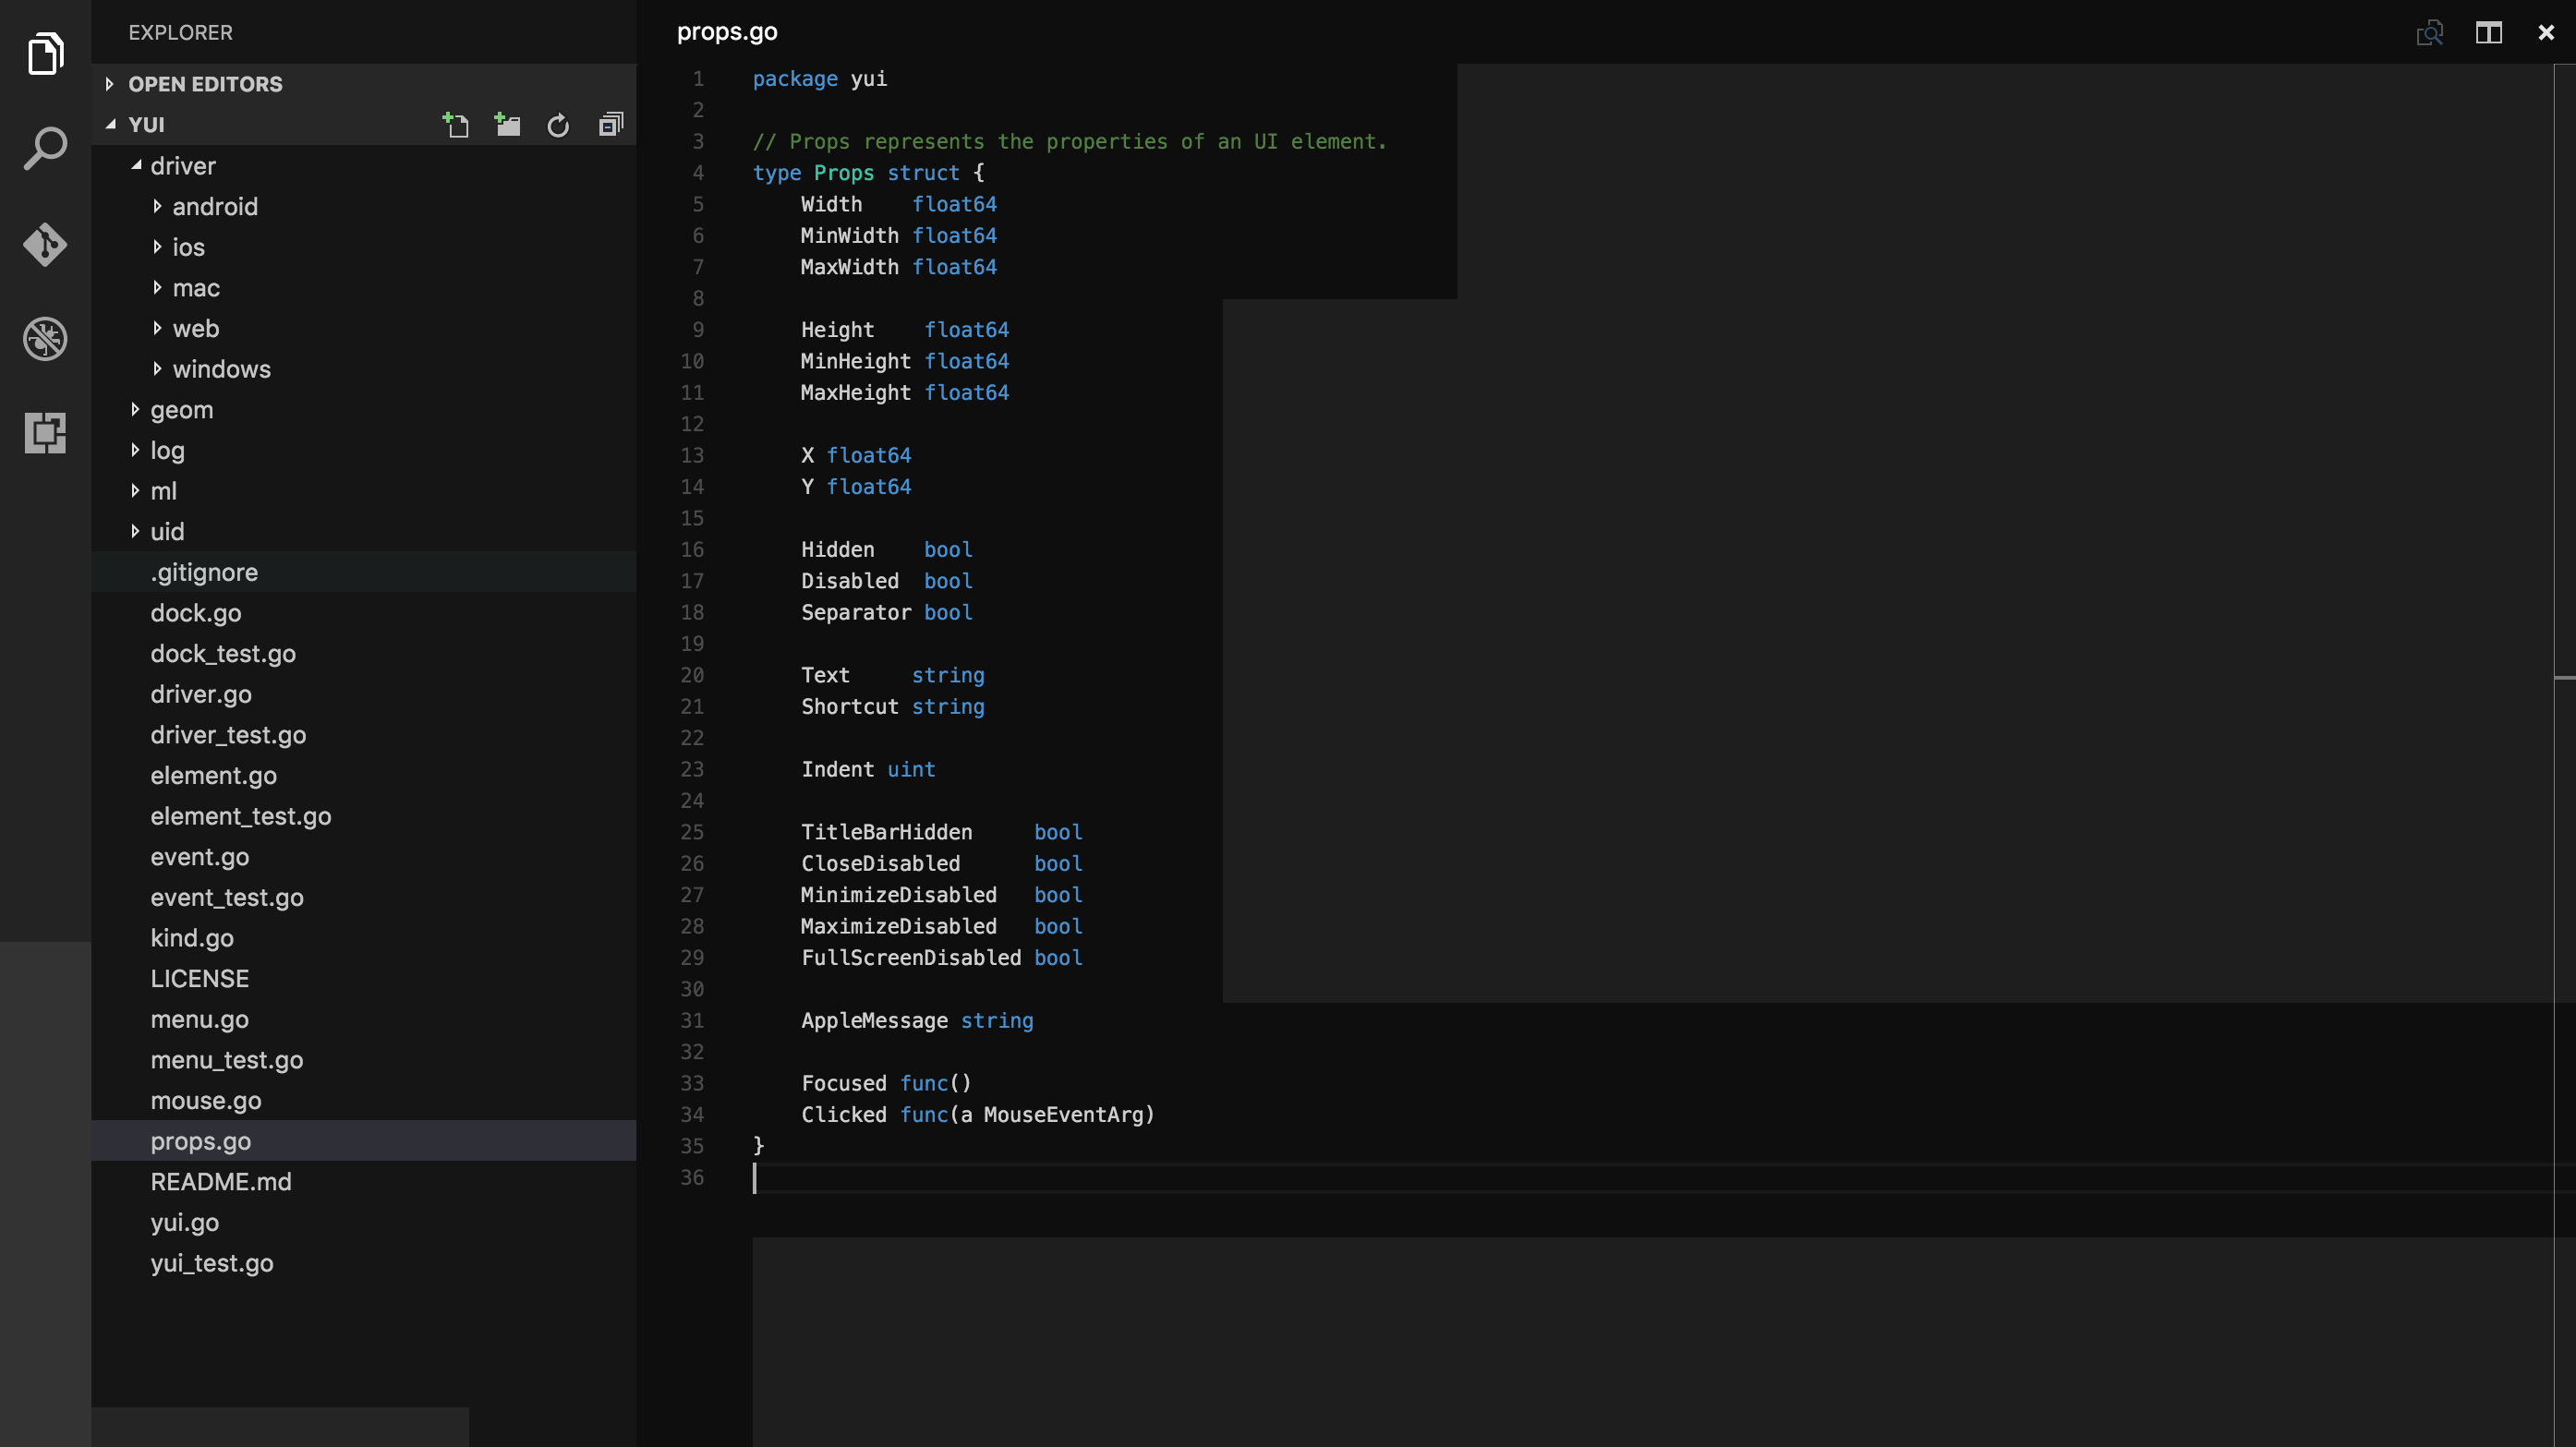 EXPLORER
OPEN EDITORS
YUI
driver
android
ios
mac
web
windows
geom
log
ml
uid
.gitignore
dock.go
dock_test.go
driver.go
driver_test.go
element.go
element_test.go
event.go
event_test.go
kind.go
LICENSE
menu.go
menu_test.go
mouse.go
props.go
README.md
yui.go
yui_test.go
props.go
1 package yui
2
3 // Props represents the properties of an UI element.
4 type Props struct {
5     Width    float64
6     MinWidth float64
7     MaxWidth float64
8
9     Height    float64
10     MinHeight float64
11     MaxHeight float64
12
13     X float64
14     Y float64
15
16     Hidden    bool
17     Disabled  bool
18     Separator bool
19
20     Text     string
21     Shortcut string
22
23     Indent uint
24
25     TitleBarHidden     bool
26     CloseDisabled      bool
27     MinimizeDisabled   bool
28     MaximizeDisabled   bool
29     FullScreenDisabled bool
30
31     AppleMessage string
32
33     Focused func()
34     Clicked func(a MouseEventArg)
35 }
36